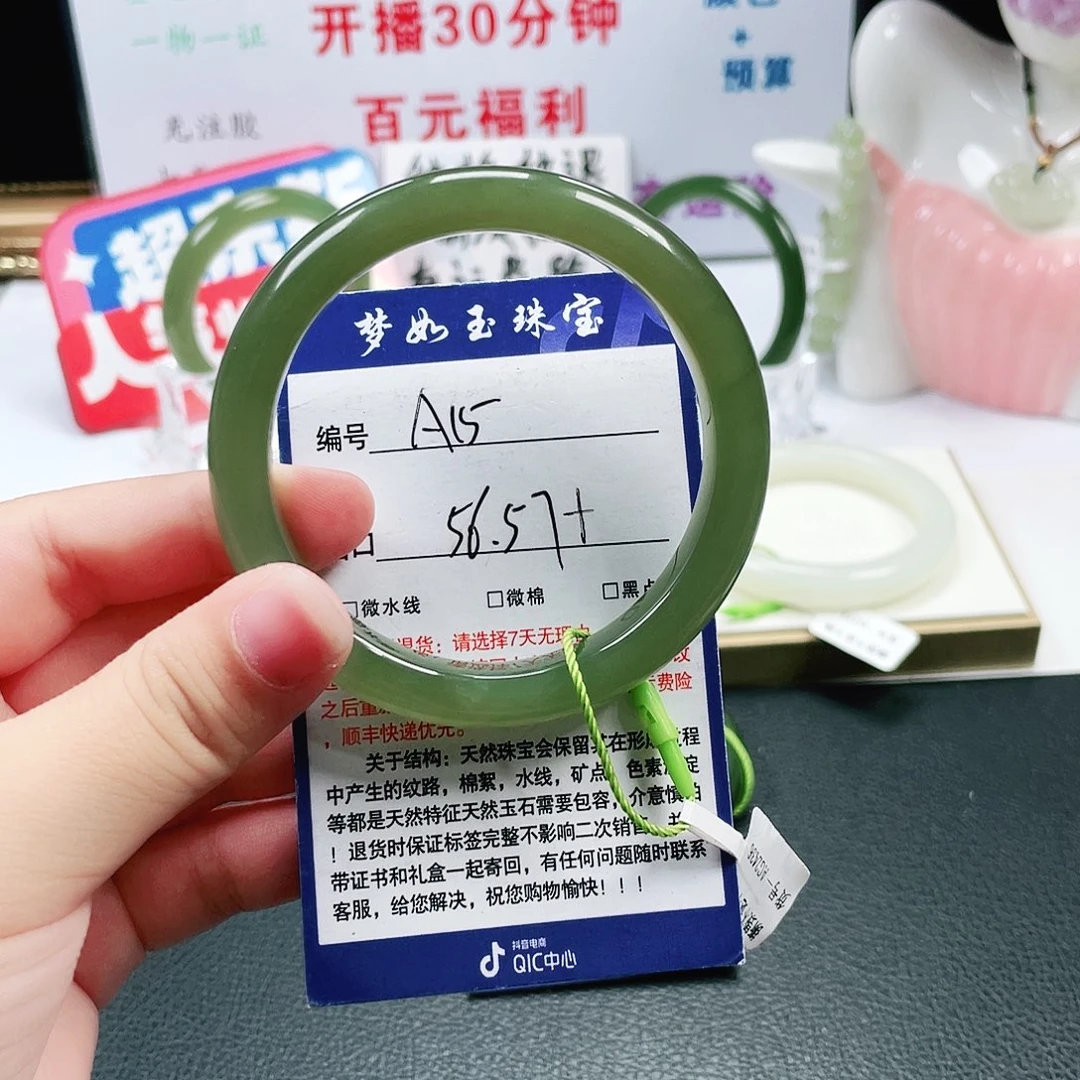 一物一证
开播30分钟
+
预算
无注胶
百元福利
梦如玉珠宝
编号 A15
口 56.57+
□微水线 □微棉 □黑点
退货：请选择7天无理由
费险
之后重
，顺丰快递优先。
关于结构：天然珠宝会保留其在形成过程
中产生的纹路，棉絮，水线，矿点，色素沉淀
等都是天然特征天然玉石需要包容，介意慎拍
！退货时保证标签完整不影响二次销售，并
带证书和礼盒一起寄回，有任何问题随时联系
客服，给您解决，祝您购物愉快！！！
抖音电商
QIC中心